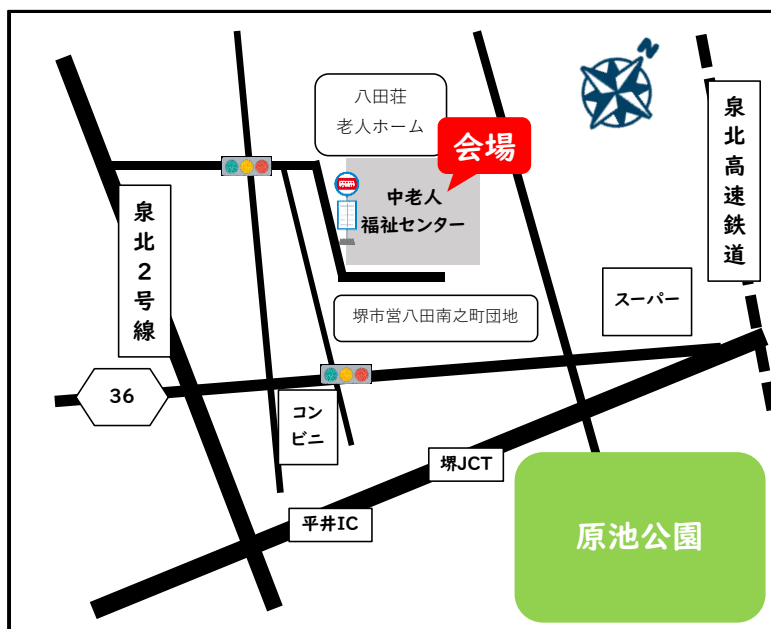 N
八田荘
老人ホーム
会場
中老人
福祉センター
泉北高速鉄道
泉北2号線
スーパー
堺市営八田南之町団地
36
コン
ビニ
堺JCT
平井IC
原池公園